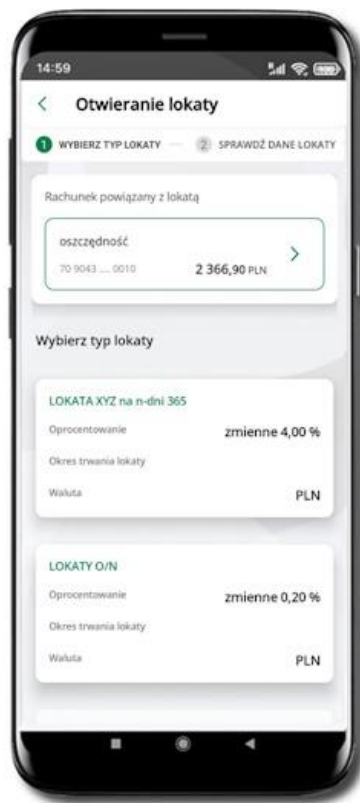 14:59
Otwieranie lokaty
1 WYBIERZ TYP LOKATY 2 SPRAWDŹ DANE LOKATY
Rachunek powiązany z lokatą
oszczędność
70 9043 .... 0010 2 366,90 PLN
Wybierz typ lokaty
LOKATA XYZ na n-dni 365
Oprocentowanie zmienne 4,00 %
Okres trwania lokaty
Waluta PLN
LOKATY O/N
Oprocentowanie zmienne 0,20 %
Okres trwania lokaty
Waluta PLN